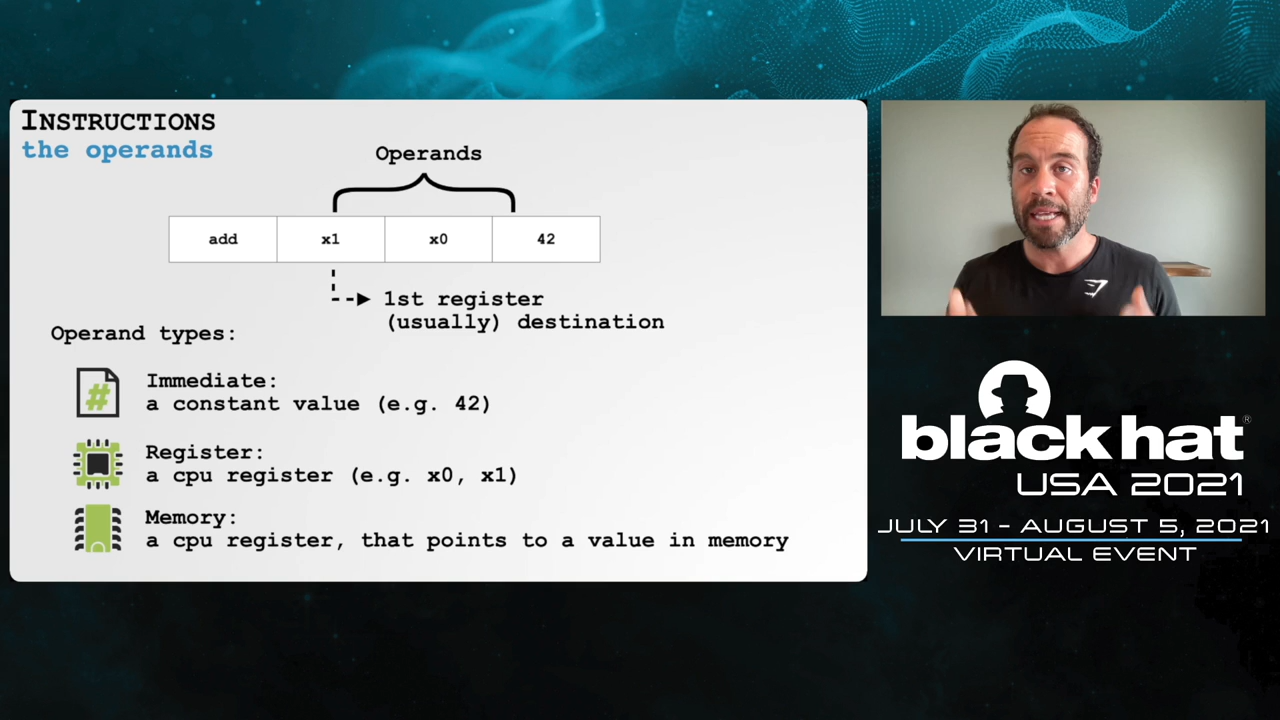 INSTRUCTIONS
the operands
Operands
add x1 x0 42
1st register
(usually) destination
Operand types:
#
Immediate:
a constant value (e.g. 42)
Register:
a cpu register (e.g. x0, x1)
Memory:
a cpu register, that points to a value in memory
black hat®
USA 2021
JULY 31 - AUGUST 5, 2021
VIRTUAL EVENT